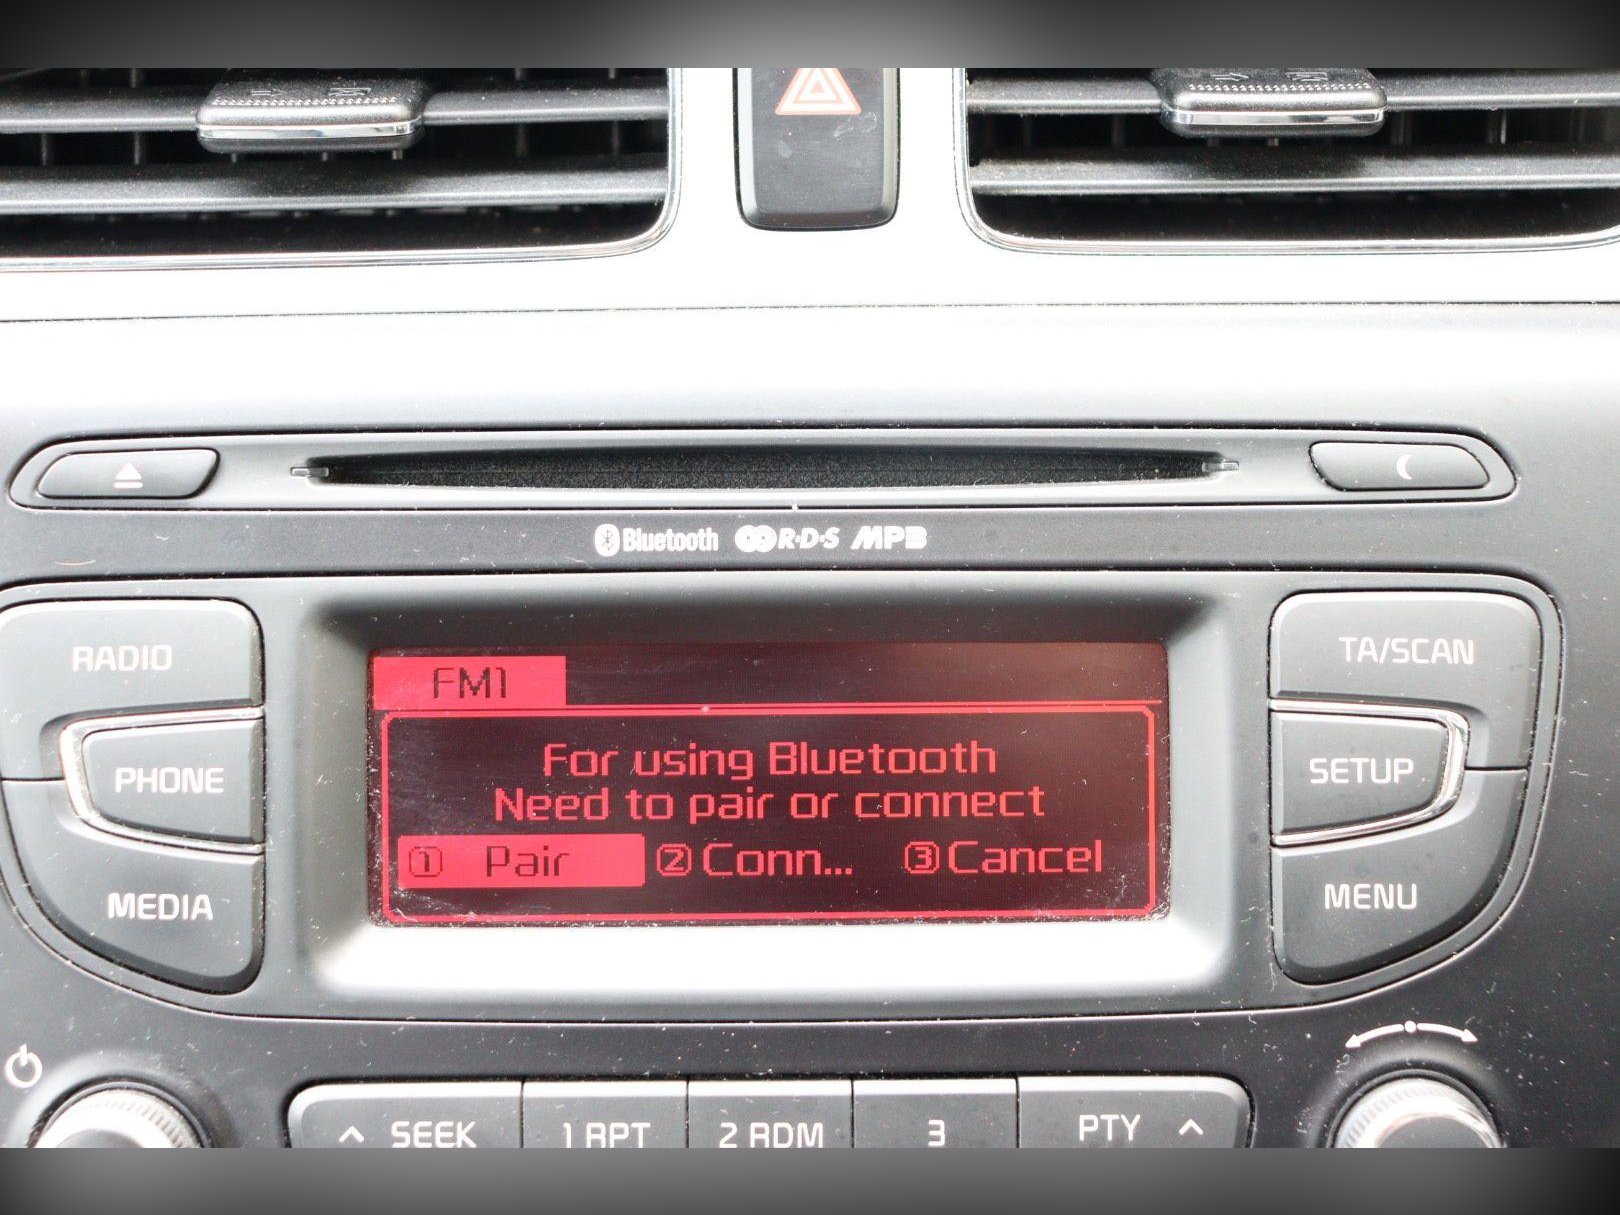 Bluetooth R·D·S MP3
RADIO
PHONE
MEDIA
FM1
For using Bluetooth
Need to pair or connect
① Pair ② Conn... ③ Cancel
TA/SCAN
SETUP
MENU
SEEK
1 RPT
2 RDM
3
PTY